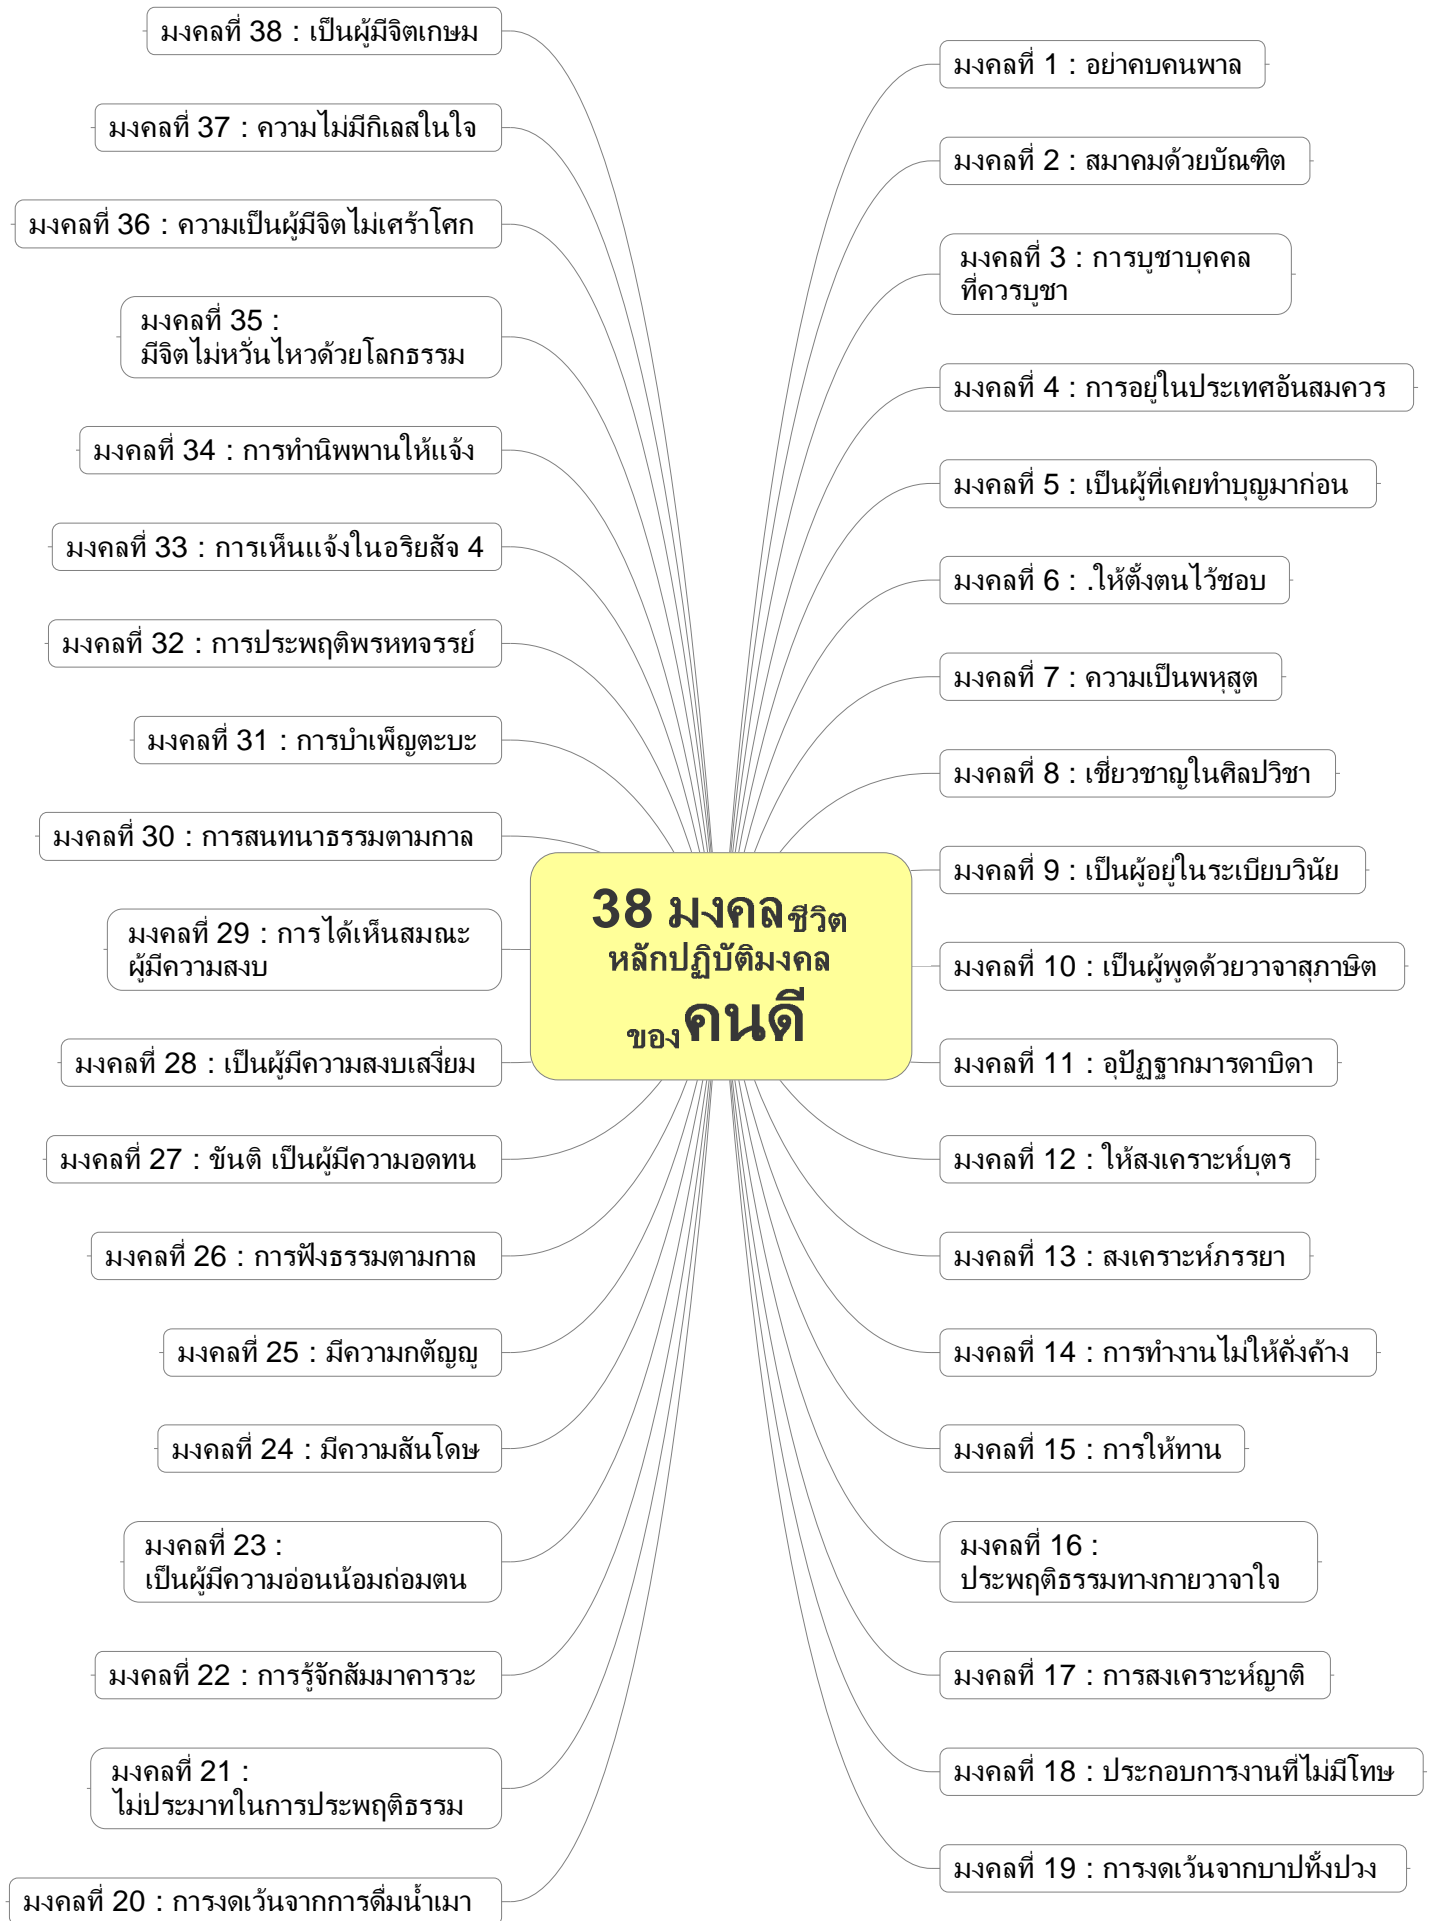 38 มงคลชีวิต
หลักปฏิบัติมงคล
ของคนดี
มงคลที่ 1 : อย่าคบคนพาล
มงคลที่ 2 : สมาคมด้วยบัณฑิต
มงคลที่ 3 : การบูชาบุคคล
ที่ควรบูชา
มงคลที่ 4 : การอยู่ในประเทศอันสมควร
มงคลที่ 5 : เป็นผู้ที่เคยทำบุญมาก่อน
มงคลที่ 6 : .ให้ตั้งตนไว้ชอบ
มงคลที่ 7 : ความเป็นพหุสูต
มงคลที่ 8 : เชี่ยวชาญในศิลปวิชา
มงคลที่ 9 : เป็นผู้อยู่ในระเบียบวินัย
มงคลที่ 10 : เป็นผู้พูดด้วยวาจาสุภาษิต
มงคลที่ 11 : อุปัฏฐากมารดาบิดา
มงคลที่ 12 : ให้สงเคราะห์บุตร
มงคลที่ 13 : สงเคราะห์ภรรยา
มงคลที่ 14 : การทำงานไม่ให้คั่งค้าง
มงคลที่ 15 : การให้ทาน
มงคลที่ 16 :
ประพฤติธรรมทางกายวาจาใจ
มงคลที่ 17 : การสงเคราะห์ญาติ
มงคลที่ 18 : ประกอบการงานที่ไม่มีโทษ
มงคลที่ 19 : การงดเว้นจากบาปทั้งปวง
มงคลที่ 20 : การงดเว้นจากการดื่มน้ำเมา
มงคลที่ 21 :
ไม่ประมาทในการประพฤติธรรม
มงคลที่ 22 : การรู้จักสัมมาคารวะ
มงคลที่ 23 :
เป็นผู้มีความอ่อนน้อมถ่อมตน
มงคลที่ 24 : มีความสันโดษ
มงคลที่ 25 : มีความกตัญญู
มงคลที่ 26 : การฟังธรรมตามกาล
มงคลที่ 27 : ขันติ เป็นผู้มีความอดทน
มงคลที่ 28 : เป็นผู้มีความสงบเสงี่ยม
มงคลที่ 29 : การได้เห็นสมณะ
ผู้มีความสงบ
มงคลที่ 30 : การสนทนาธรรมตามกาล
มงคลที่ 31 : การบำเพ็ญตะบะ
มงคลที่ 32 : การประพฤติพรหทจรรย์
มงคลที่ 33 : การเห็นแจ้งในอริยสัจ 4
มงคลที่ 34 : การทำนิพพานให้แจ้ง
มงคลที่ 35 :
มีจิตไม่หวั่นไหวด้วยโลกธรรม
มงคลที่ 36 : ความเป็นผู้มีจิตไม่เศร้าโศก
มงคลที่ 37 : ความไม่มีกิเลสในใจ
มงคลที่ 38 : เป็นผู้มีจิตเกษม